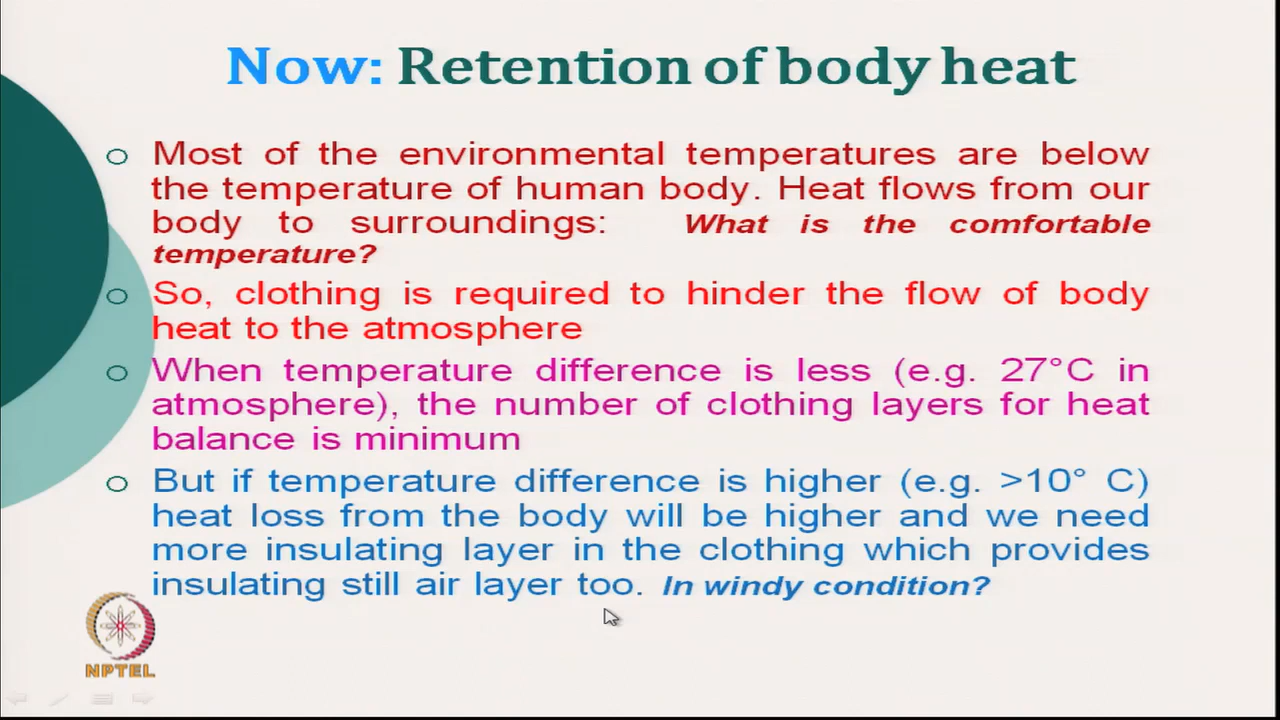 Now: Retention of body heat
Most of the environmental temperatures are below
the temperature of human body. Heat flows from our
body to surroundings: What is the comfortable
temperature?
So, clothing is required to hinder the flow of body
heat to the atmosphere
When temperature difference is less (e.g. 27°C in
atmosphere), the number of clothing layers for heat
balance is minimum
But if temperature difference is higher (e.g. >10° C)
heat loss from the body will be higher and we need
more insulating layer in the clothing which provides
insulating still air layer too. In windy condition?
NPTEL